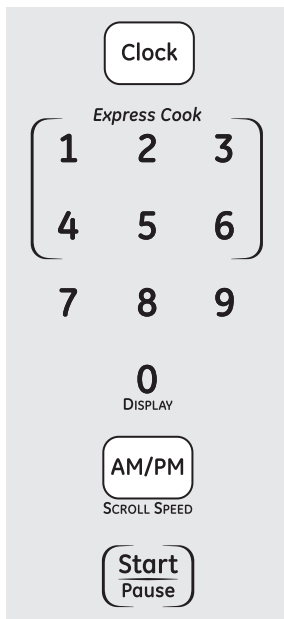 Clock
Express Cook
1 2 3
4 5 6
7 8 9
0
DISPLAY
AM/PM
SCROLL SPEED
Start
Pause